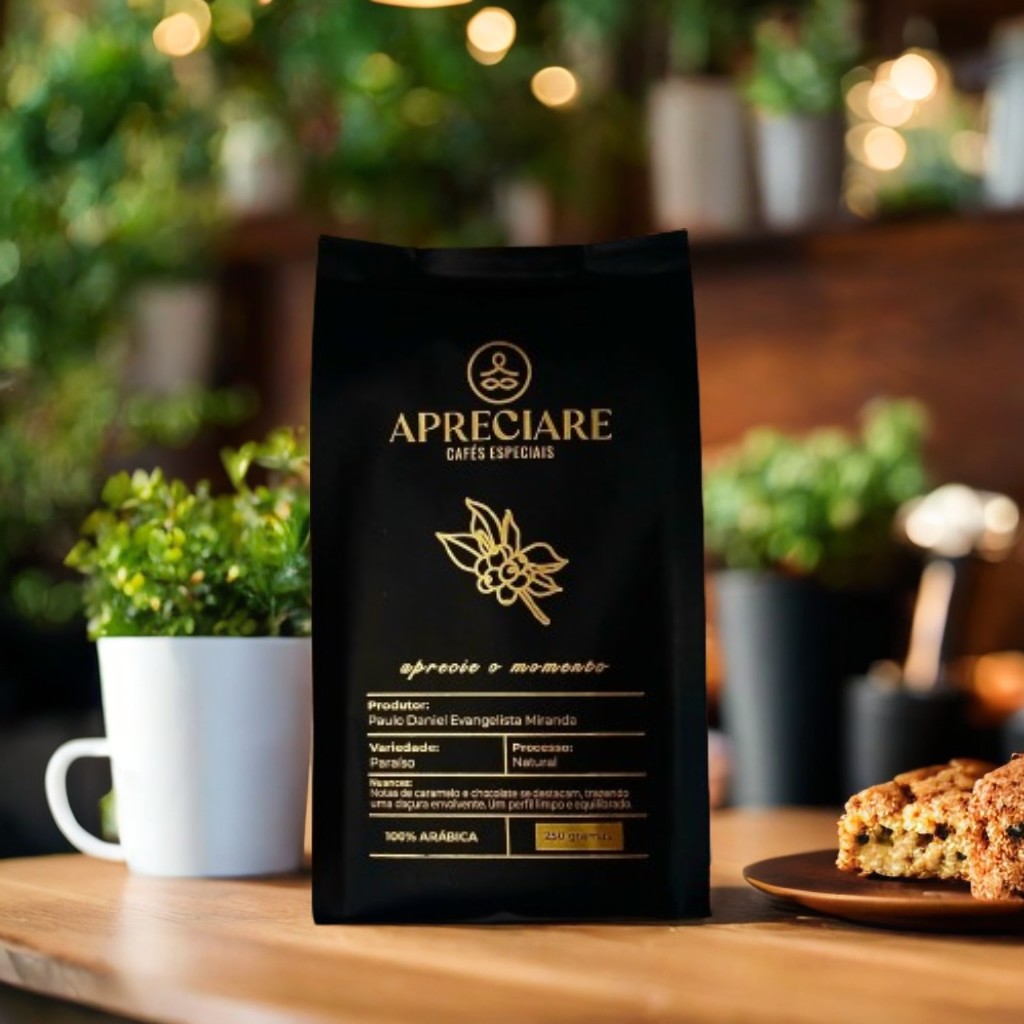 APRECIARE
CAFÉS ESPECIAIS
aprecie o momento
Produtor:
Paulo Daniel Evangelista Miranda
Variedade:
Paraíso
Processo:
Natural
Nuances:
Notas de caramelo e chocolate se destacam, trazendo
uma doçura envolvente. Um perfil limpo e equilibrado.
100% ARÁBICA
250 gramas